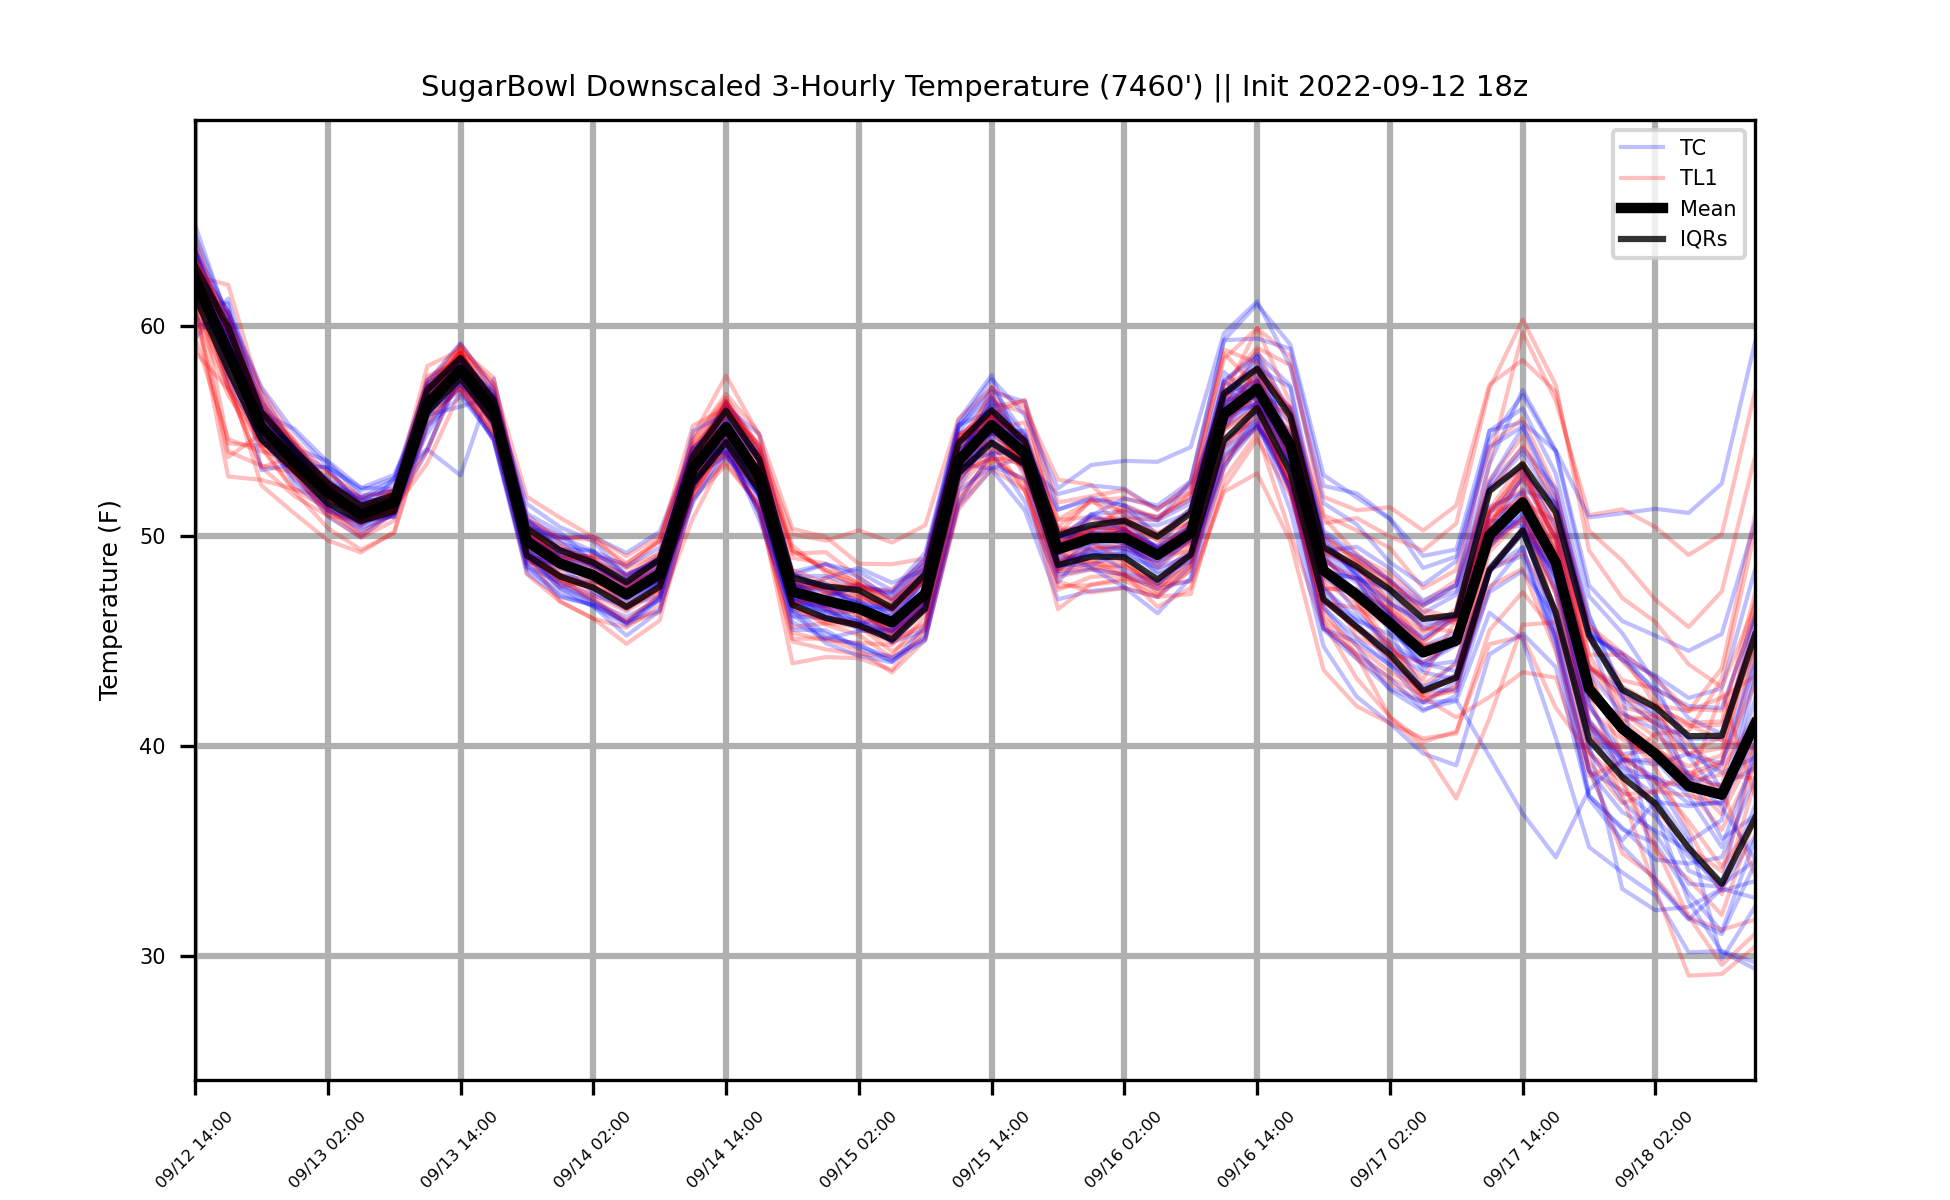 SugarBowl Downscaled 3-Hourly Temperature (7460') || Init 2022-09-12 18z
TC
TL1
Mean
IQRs
Temperature (F)
60
50
40
30
09/12 14:00
09/13 02:00
09/13 14:00
09/14 02:00
09/14 14:00
09/15 02:00
09/15 14:00
09/16 02:00
09/16 14:00
09/17 02:00
09/17 14:00
09/18 02:00